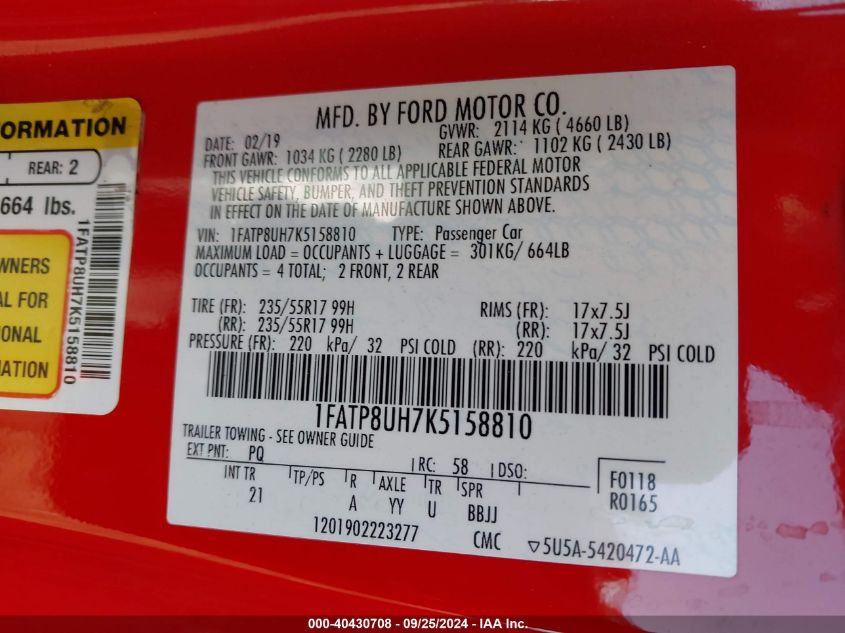 ORMATION
REAR: 2
664 lbs.
1FATP8UH7K5158810
WNERS
AL FOR
IONAL
MATION
MFD. BY FORD MOTOR CO.
DATE: 02/19 GVWR: 2114 KG ( 4660 LB)
FRONT GAWR: 1034 KG ( 2280 LB) REAR GAWR: 1102 KG ( 2430 LB)
THIS VEHICLE CONFORMS TO ALL APPLICABLE FEDERAL MOTOR
VEHICLE SAFETY, BUMPER, AND THEFT PREVENTION STANDARDS
IN EFFECT ON THE DATE OF MANUFACTURE SHOWN ABOVE.
VIN: 1FATP8UH7K5158810 TYPE: Passenger Car
MAXIMUM LOAD = OCCUPANTS + LUGGAGE = 301KG/ 664LB
OCCUPANTS = 4 TOTAL; 2 FRONT, 2 REAR
TIRE (FR): 235/55R17 99H RIMS (FR): 17x7.5J
(RR): 235/55R17 99H (RR): 17x7.5J
PRESSURE (FR): 220 kPa/ 32 PSI COLD (RR): 220 kPa/ 32 PSI COLD
1FATP8UH7K5158810
TRAILER TOWING - SEE OWNER GUIDE
EXT PNT: PQ RC: 58 DSO:
INT TR TP/PS R AXLE TR SPR
21 A YY U BBJJ
F0118
R0165
1201902223277 CMC ▽5U5A-5420472-AA
000-40430708 - 09/25/2024 - IAA Inc.